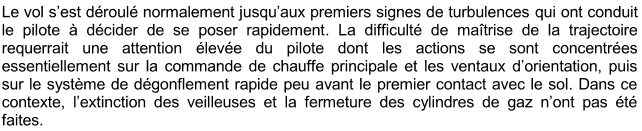 Le vol s’est déroulé normalement jusqu’aux premiers signes de turbulences qui ont conduit
le pilote à décider de se poser rapidement. La difficulté de maîtrise de la trajectoire
requerrait une attention élevée du pilote dont les actions se sont concentrées
essentiellement sur la commande de chauffe principale et les ventaux d’orientation, puis
sur le système de dégonflement rapide peu avant le premier contact avec le sol. Dans ce
contexte, l’extinction des veilleuses et la fermeture des cylindres de gaz n’ont pas été
faites.